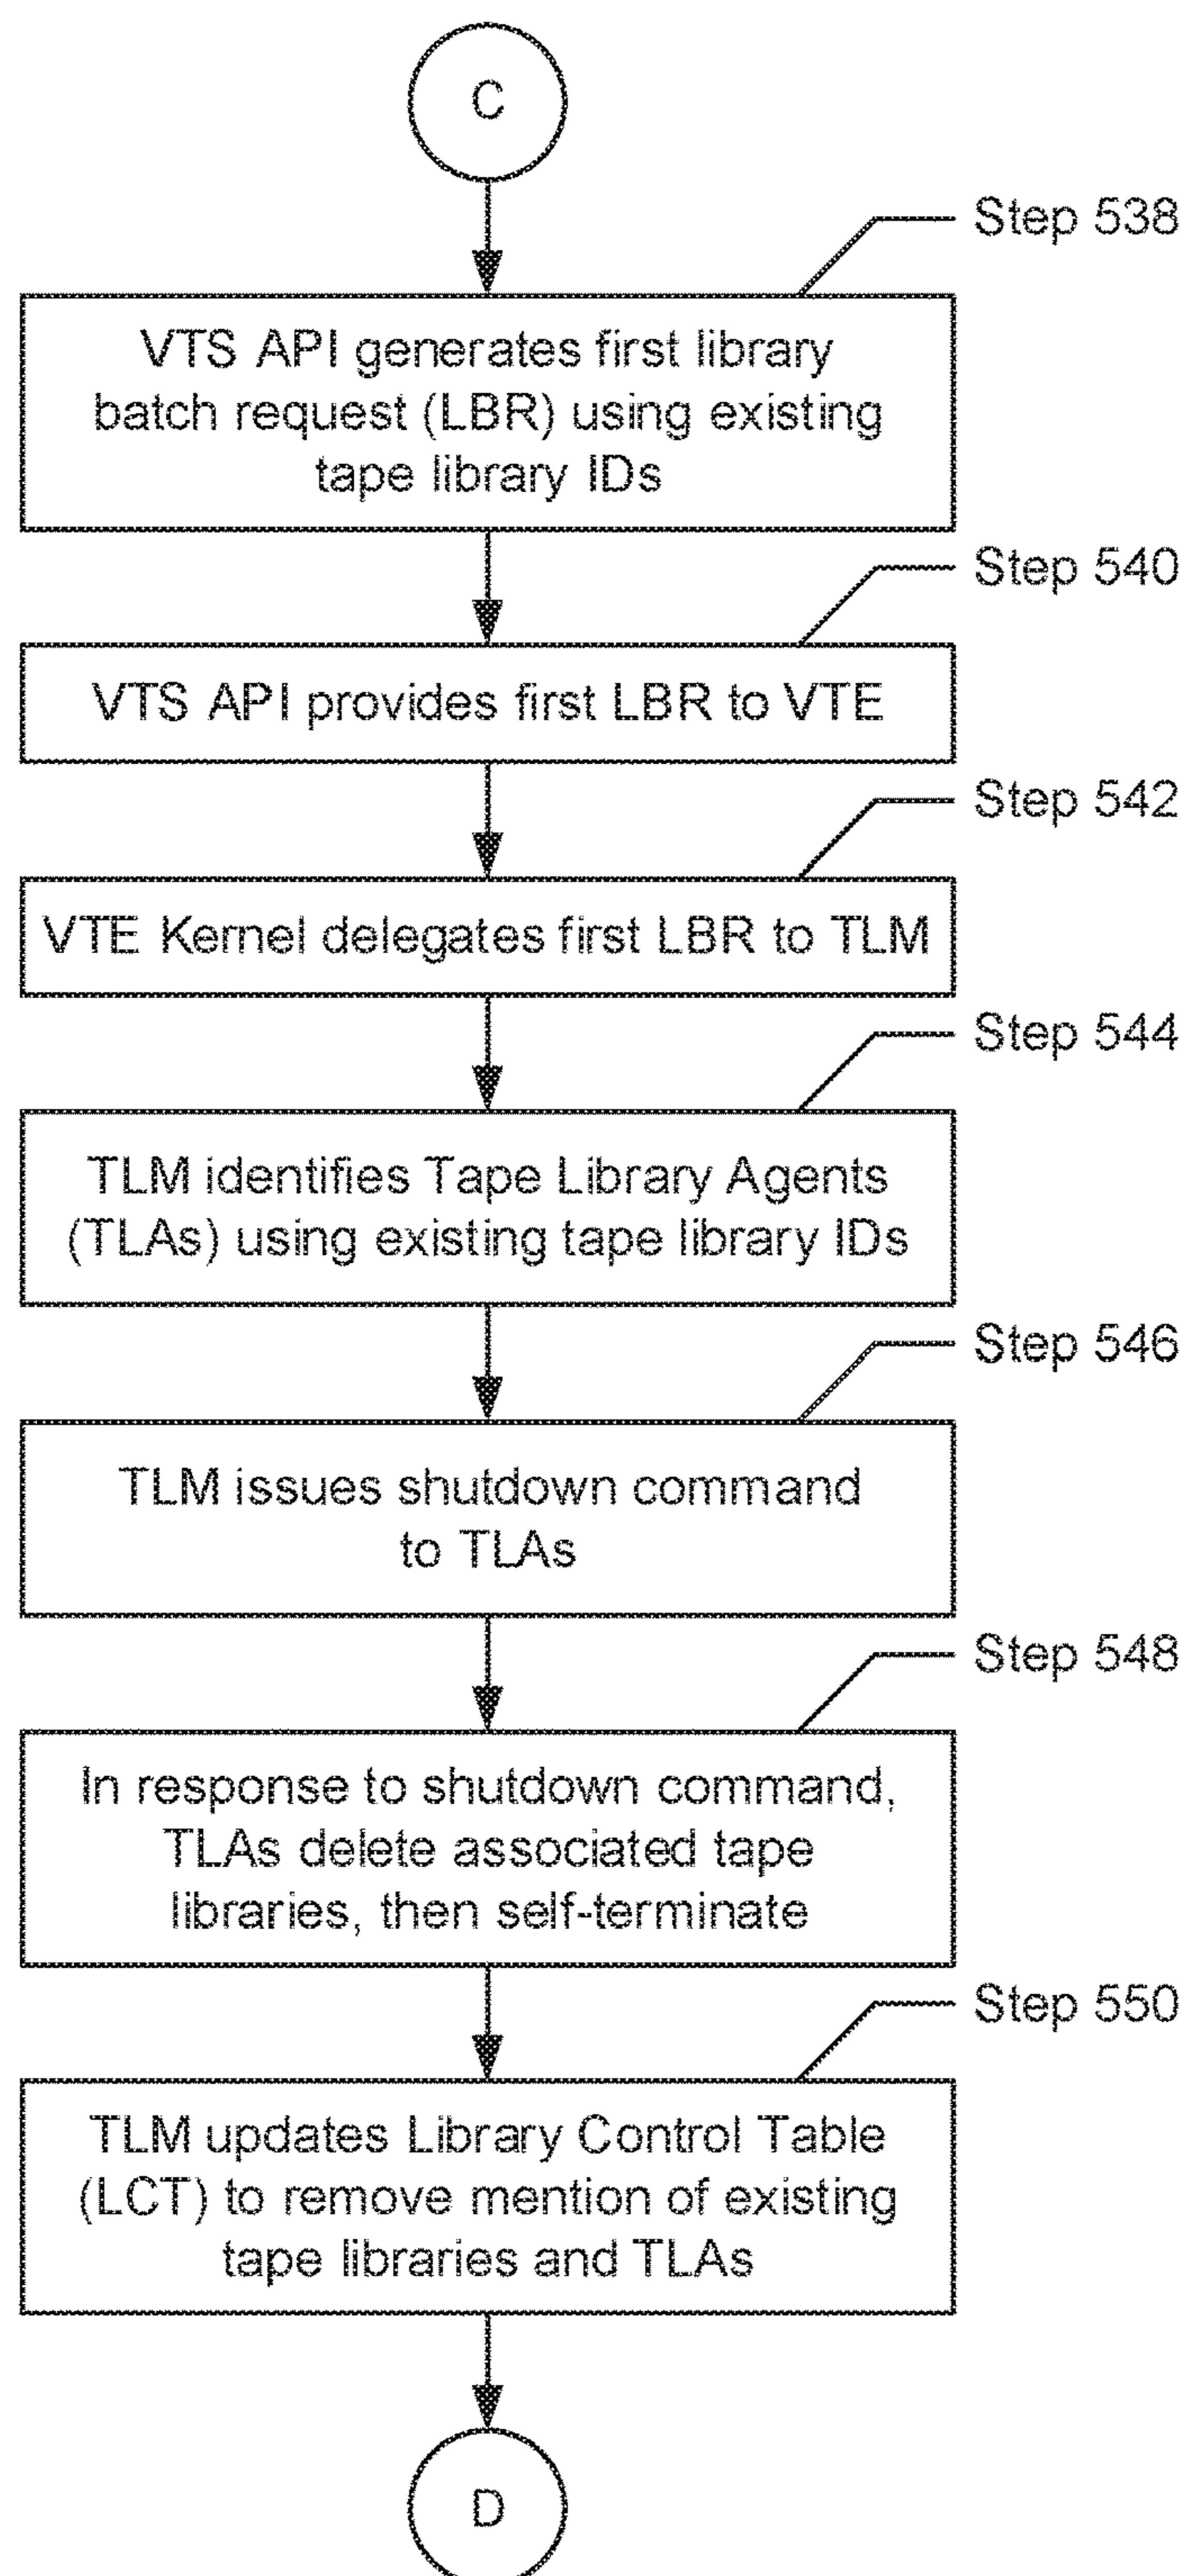 C
Step 538
VTS API generates first library
batch request (LBR) using existing
tape library IDs
Step 540
VTS API provides first LBR to VTE
Step 542
VTE Kernel delegates first LBR to TLM
Step 544
TLM identifies Tape Library Agents
(TLAs) using existing tape library IDs
Step 546
TLM issues shutdown command
to TLAs
Step 548
In response to shutdown command,
TLAs delete associated tape
libraries, then self-terminate
Step 550
TLM updates Library Control Table
(LCT) to remove mention of existing
tape libraries and TLAs
D